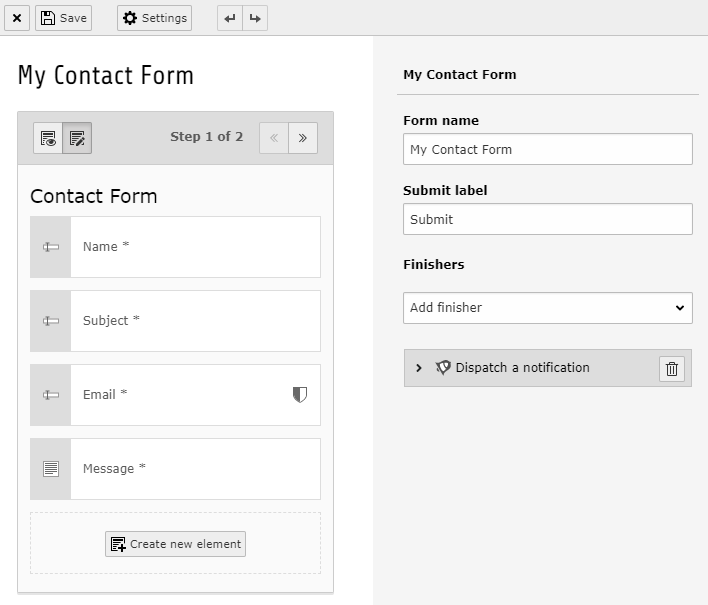 Save
Settings
My Contact Form
Step 1 of 2
Contact Form
Name *
Subject *
Email *
Message *
Create new element
My Contact Form
Form name
My Contact Form
Submit label
Submit
Finishers
Add finisher
Dispatch a notification